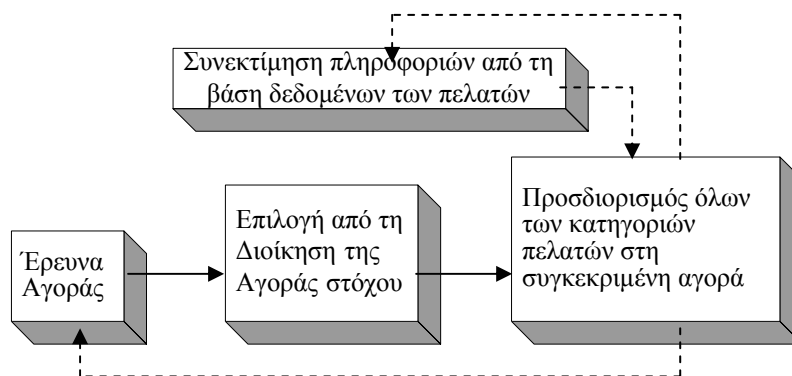 Συνεκτίμηση πληροφοριών από τη
βάση δεδομένων των πελατών
Έρευνα
Αγοράς
Επιλογή από τη
Διοίκηση της
Αγοράς στόχου
Προσδιορισμός όλων
των κατηγοριών
πελατών στη
συγκεκριμένη αγορά